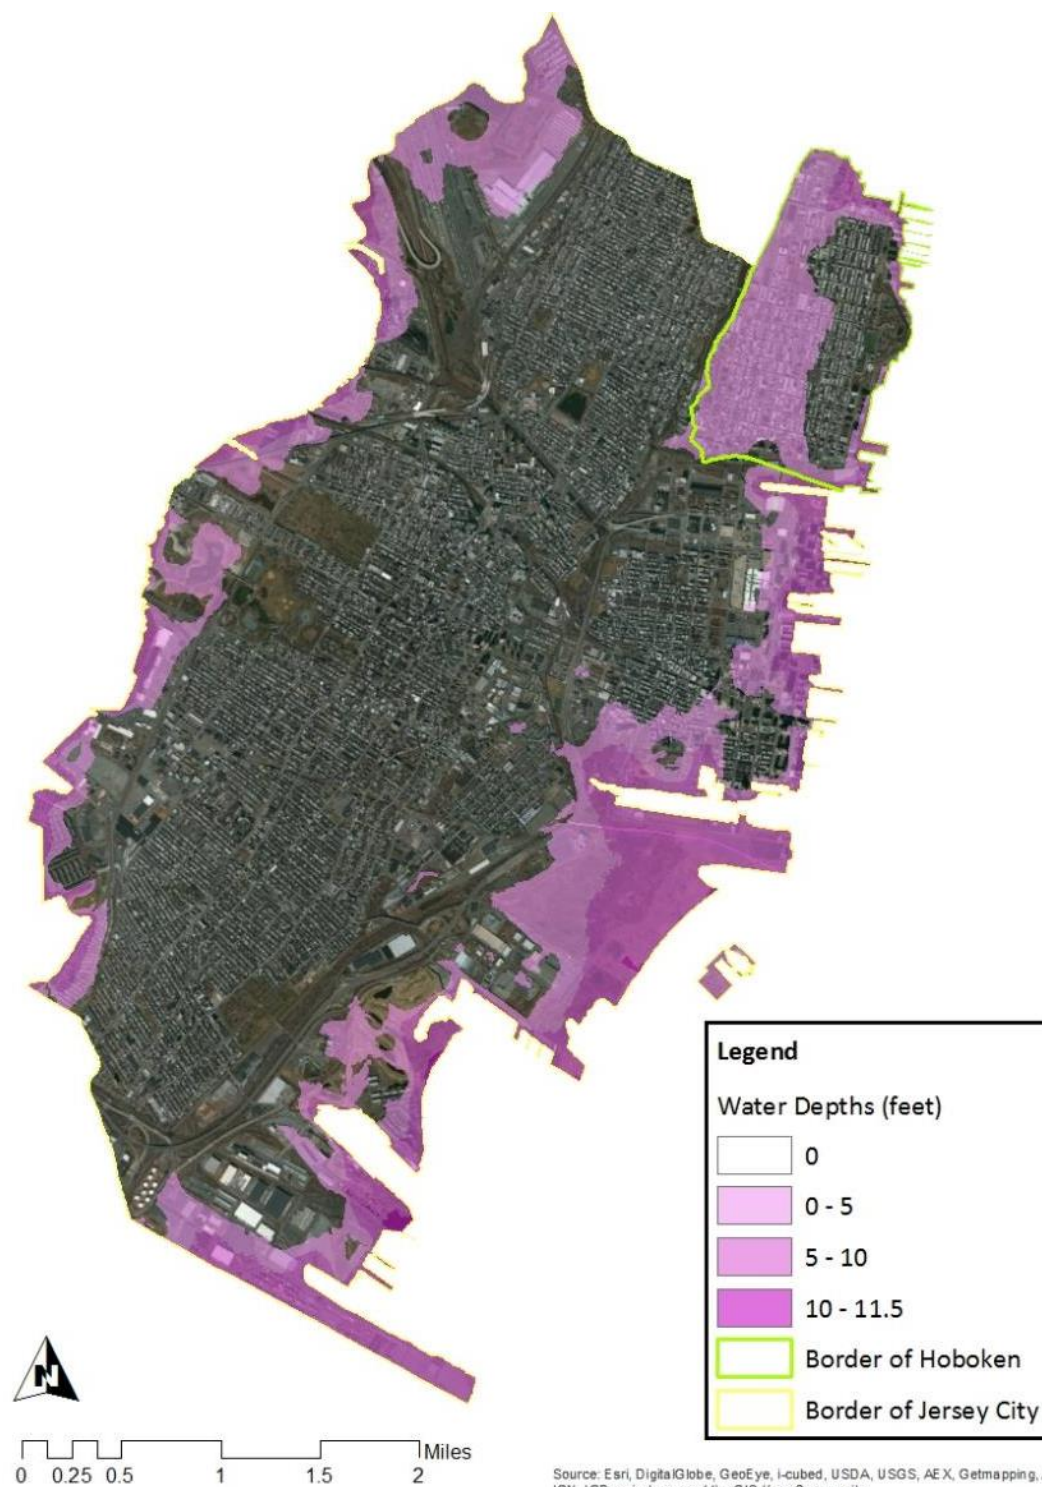 Legend
Water Depths (feet)
0
0 - 5
5 - 10
10 - 11.5
Border of Hoboken
Border of Jersey City
N
Miles
0 0.25 0.5 1 1.5 2
Source: Esri, DigitalGlobe, GeoEye, i-cubed, USDA, USGS, AEX, Getmapping,